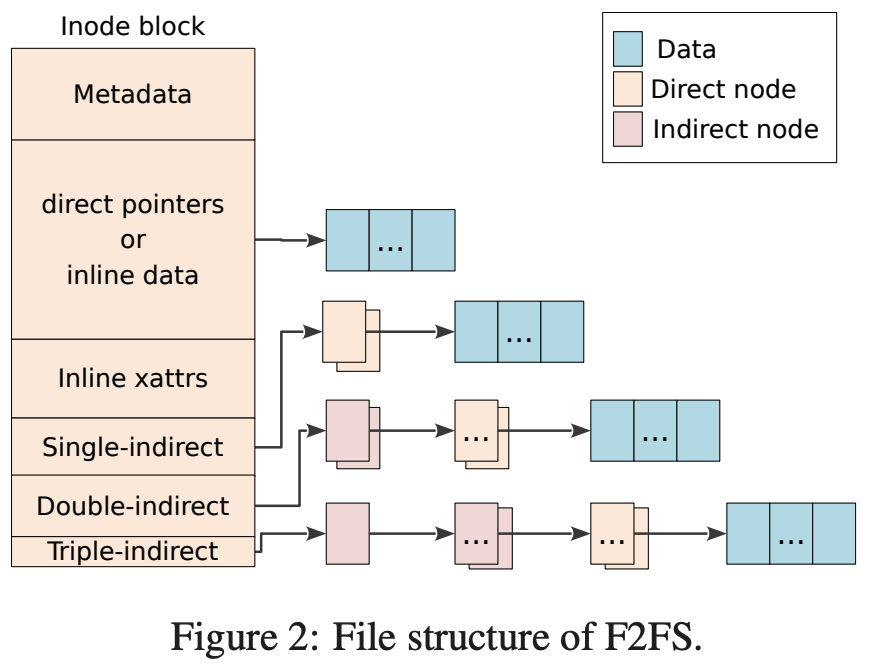 Inode block
Metadata
direct pointers
or
inline data
Inline xattrs
Single-indirect
Double-indirect
Triple-indirect
Data
Direct node
Indirect node
...
...
...
...
...
...
...
Figure 2: File structure of F2FS.